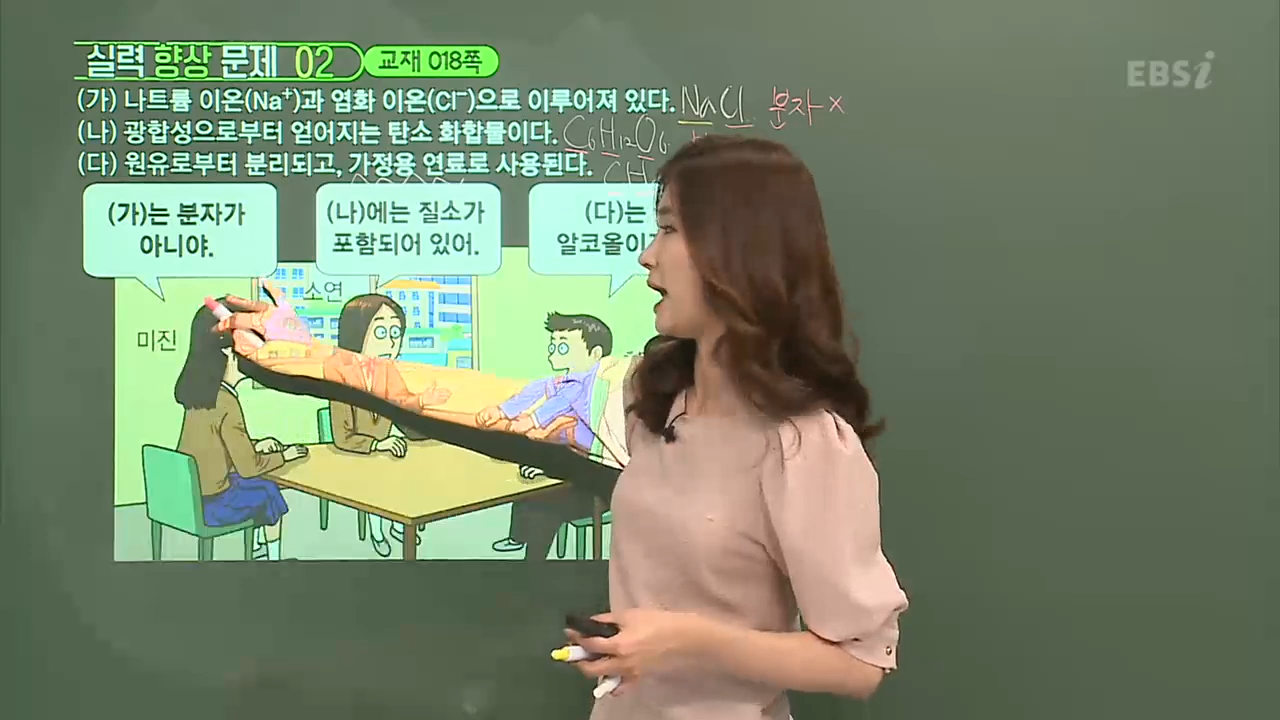 실력 향상 문제 02 교재 018쪽
EBSi
(가) 나트륨 이온(Na⁺)과 염화 이온(Cl⁻)으로 이루어져 있다. NaCl 분자×
(나) 광합성으로부터 얻어지는 탄소 화합물이다. C₆H₁₂O₆
(다) 원유로부터 분리되고, 가정용 연료로 사용된다. CH
(가)는 분자가
아니야.
(나)에는 질소가
포함되어 있어.
(다)는
소연
미진